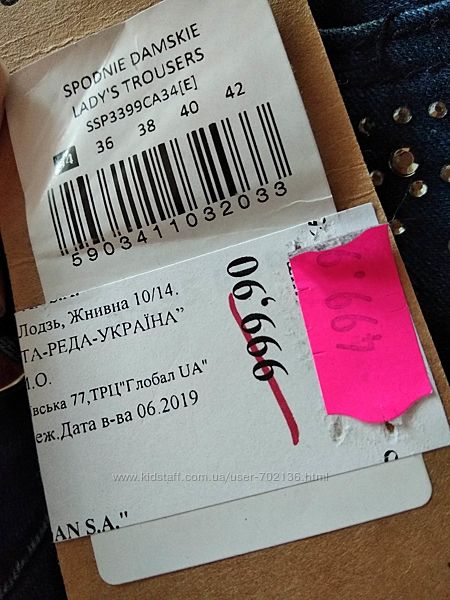 SPODNIE DAMSKIE
LADY'S TROUSERS
SSP3399CA34[E]
34 36 38 40 42
5903411032033
Лодзь, Жнивна 10/14.
ТА-РЕДА-УКРАЇНА"
І.О.
івська 77,ТРЦ"Глобал UA"
еж.Дата в-ва 06.2019
AN S.A."
999,90
499.9
www.kidstaff.com.ua/user-702136.html